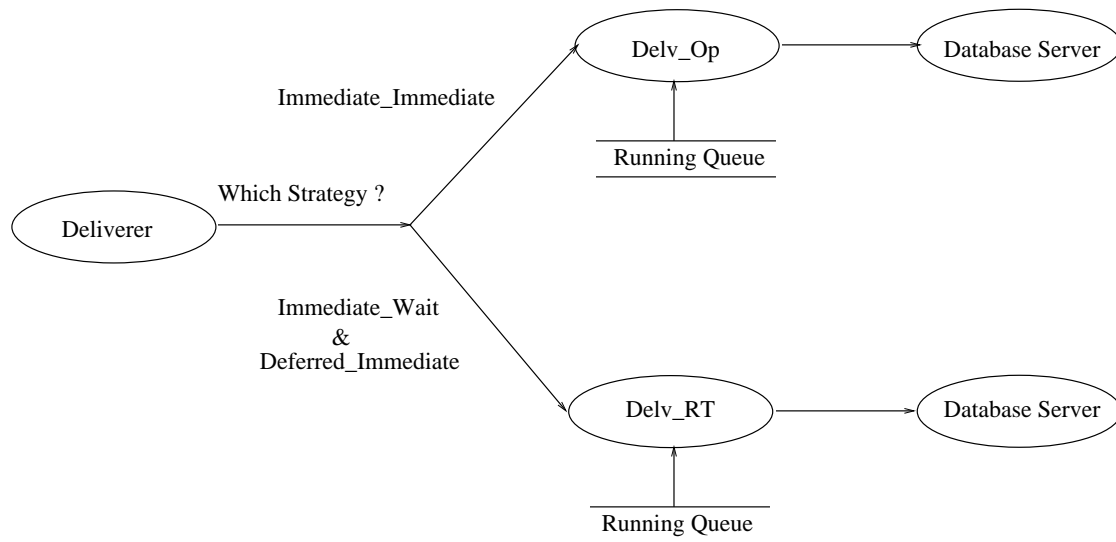 Delv_Op
Database Server
Immediate_Immediate
Running Queue
Which Strategy ?
Deliverer
Immediate_Wait
&
Deferred_Immediate
Delv_RT
Database Server
Running Queue